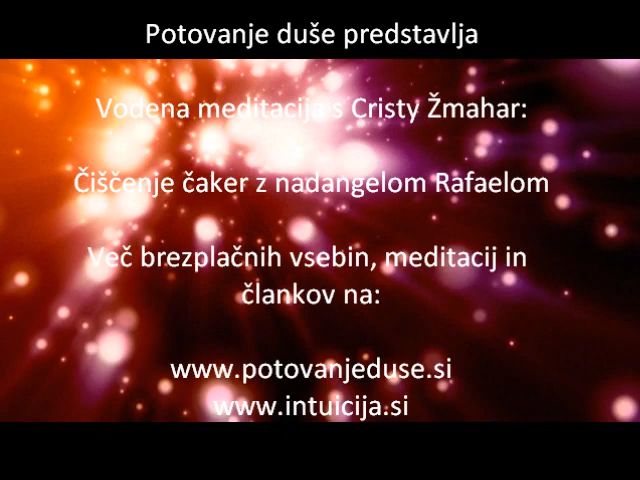 Potovanje duše predstavlja
Vodena meditacija s Cristy Žmahar:
Čiščenje čaker z nadangelom Rafaelom
Več brezplačnih vsebin, meditacij in
člankov na:
www.potovanjeduse.si
www.intuicija.si